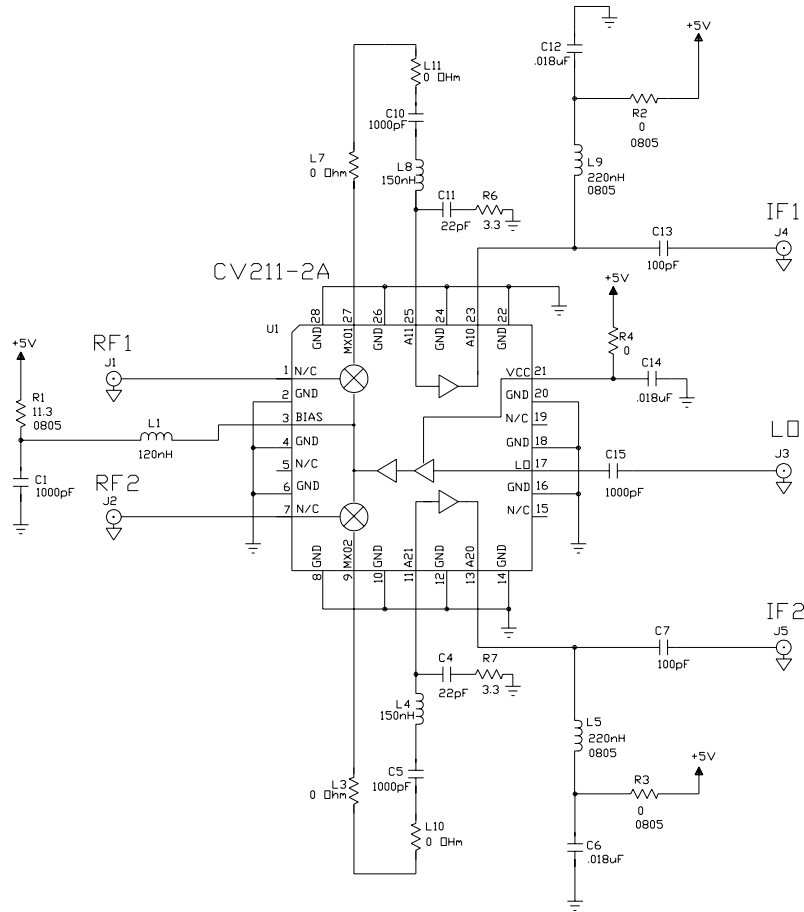 C12
.018uF
+5V
R2
0
0805
L11
0 OHm
C10
1000pF
L7
0 Ohm
L8
150nH
L9
220nH
0805
C11
22pF
R6
3.3
IF1
J4
C13
100pF
CV211-2A
+5V
R4
0
U1
GND 28
MXO1 27
GND 26
A11 25
GND 24
A1O 23
GND 22
RF1
J1
+5V
R1
11.3
0805
L1
120nH
C1
1000pF
RF2
J2
1 N/C
2 GND
3 BIAS
4 GND
5 N/C
6 GND
7 N/C
VCC 21
GND 20
N/C 19
GND 18
LO 17
GND 16
N/C 15
C14
.018uF
LO
J3
C15
1000pF
8 GND
9 MXO2
10 GND
11 A21
12 GND
13 A2O
14 GND
IF2
J5
C7
100pF
C4
22pF
R7
3.3
L4
150nH
L5
220nH
0805
C5
1000pF
L3
0 Ohm
L10
0 OHm
+5V
R3
0
0805
C6
.018uF